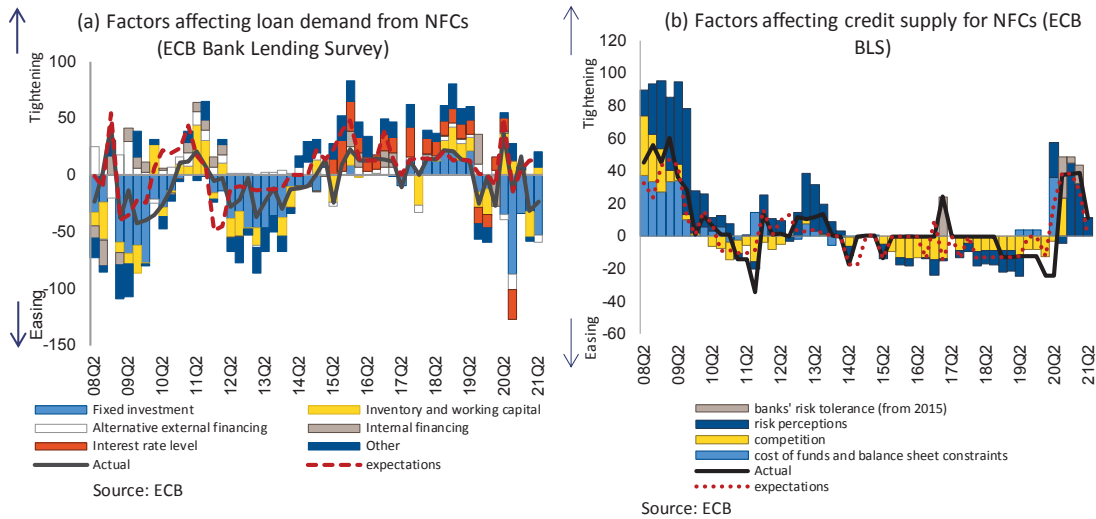 (a) Factors affecting loan demand from NFCs
(ECB Bank Lending Survey)
Tightening
Easing
100
50
0
-50
-100
-150
08Q2
09Q2
10Q2
11Q2
12Q2
13Q2
14Q2
15Q2
16Q2
17Q2
18Q2
19Q2
20Q2
21Q2
Fixed investment
Inventory and working capital
Alternative external financing
Internal financing
Interest rate level
Other
Actual
expectations
Source: ECB
(b) Factors affecting credit supply for NFCs (ECB
BLS)
Tightening
Easing
120
100
80
60
40
20
0
-20
-40
-60
08Q2
09Q2
10Q2
11Q2
12Q2
13Q2
14Q2
15Q2
16Q2
17Q2
18Q2
19Q2
20Q2
21Q2
banks' risk tolerance (from 2015)
risk perceptions
competition
cost of funds and balance sheet constraints
Actual
expectations
Source: ECB